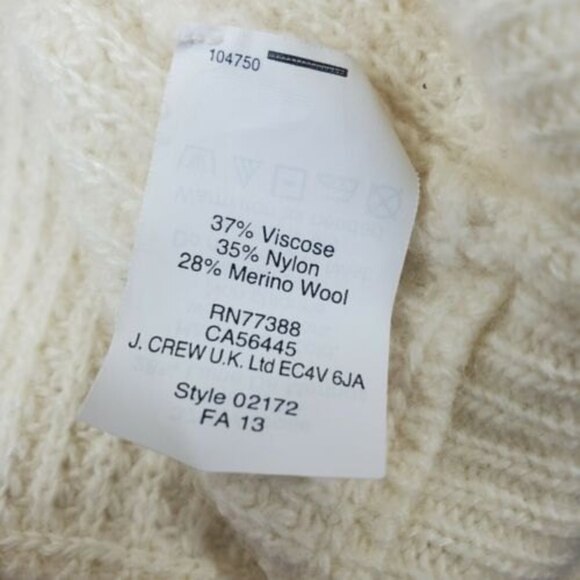 104750
37% Viscose
35% Nylon
28% Merino Wool
RN77388
CA56445
J. CREW U.K. Ltd EC4V 6JA
Style 02172
FA 13